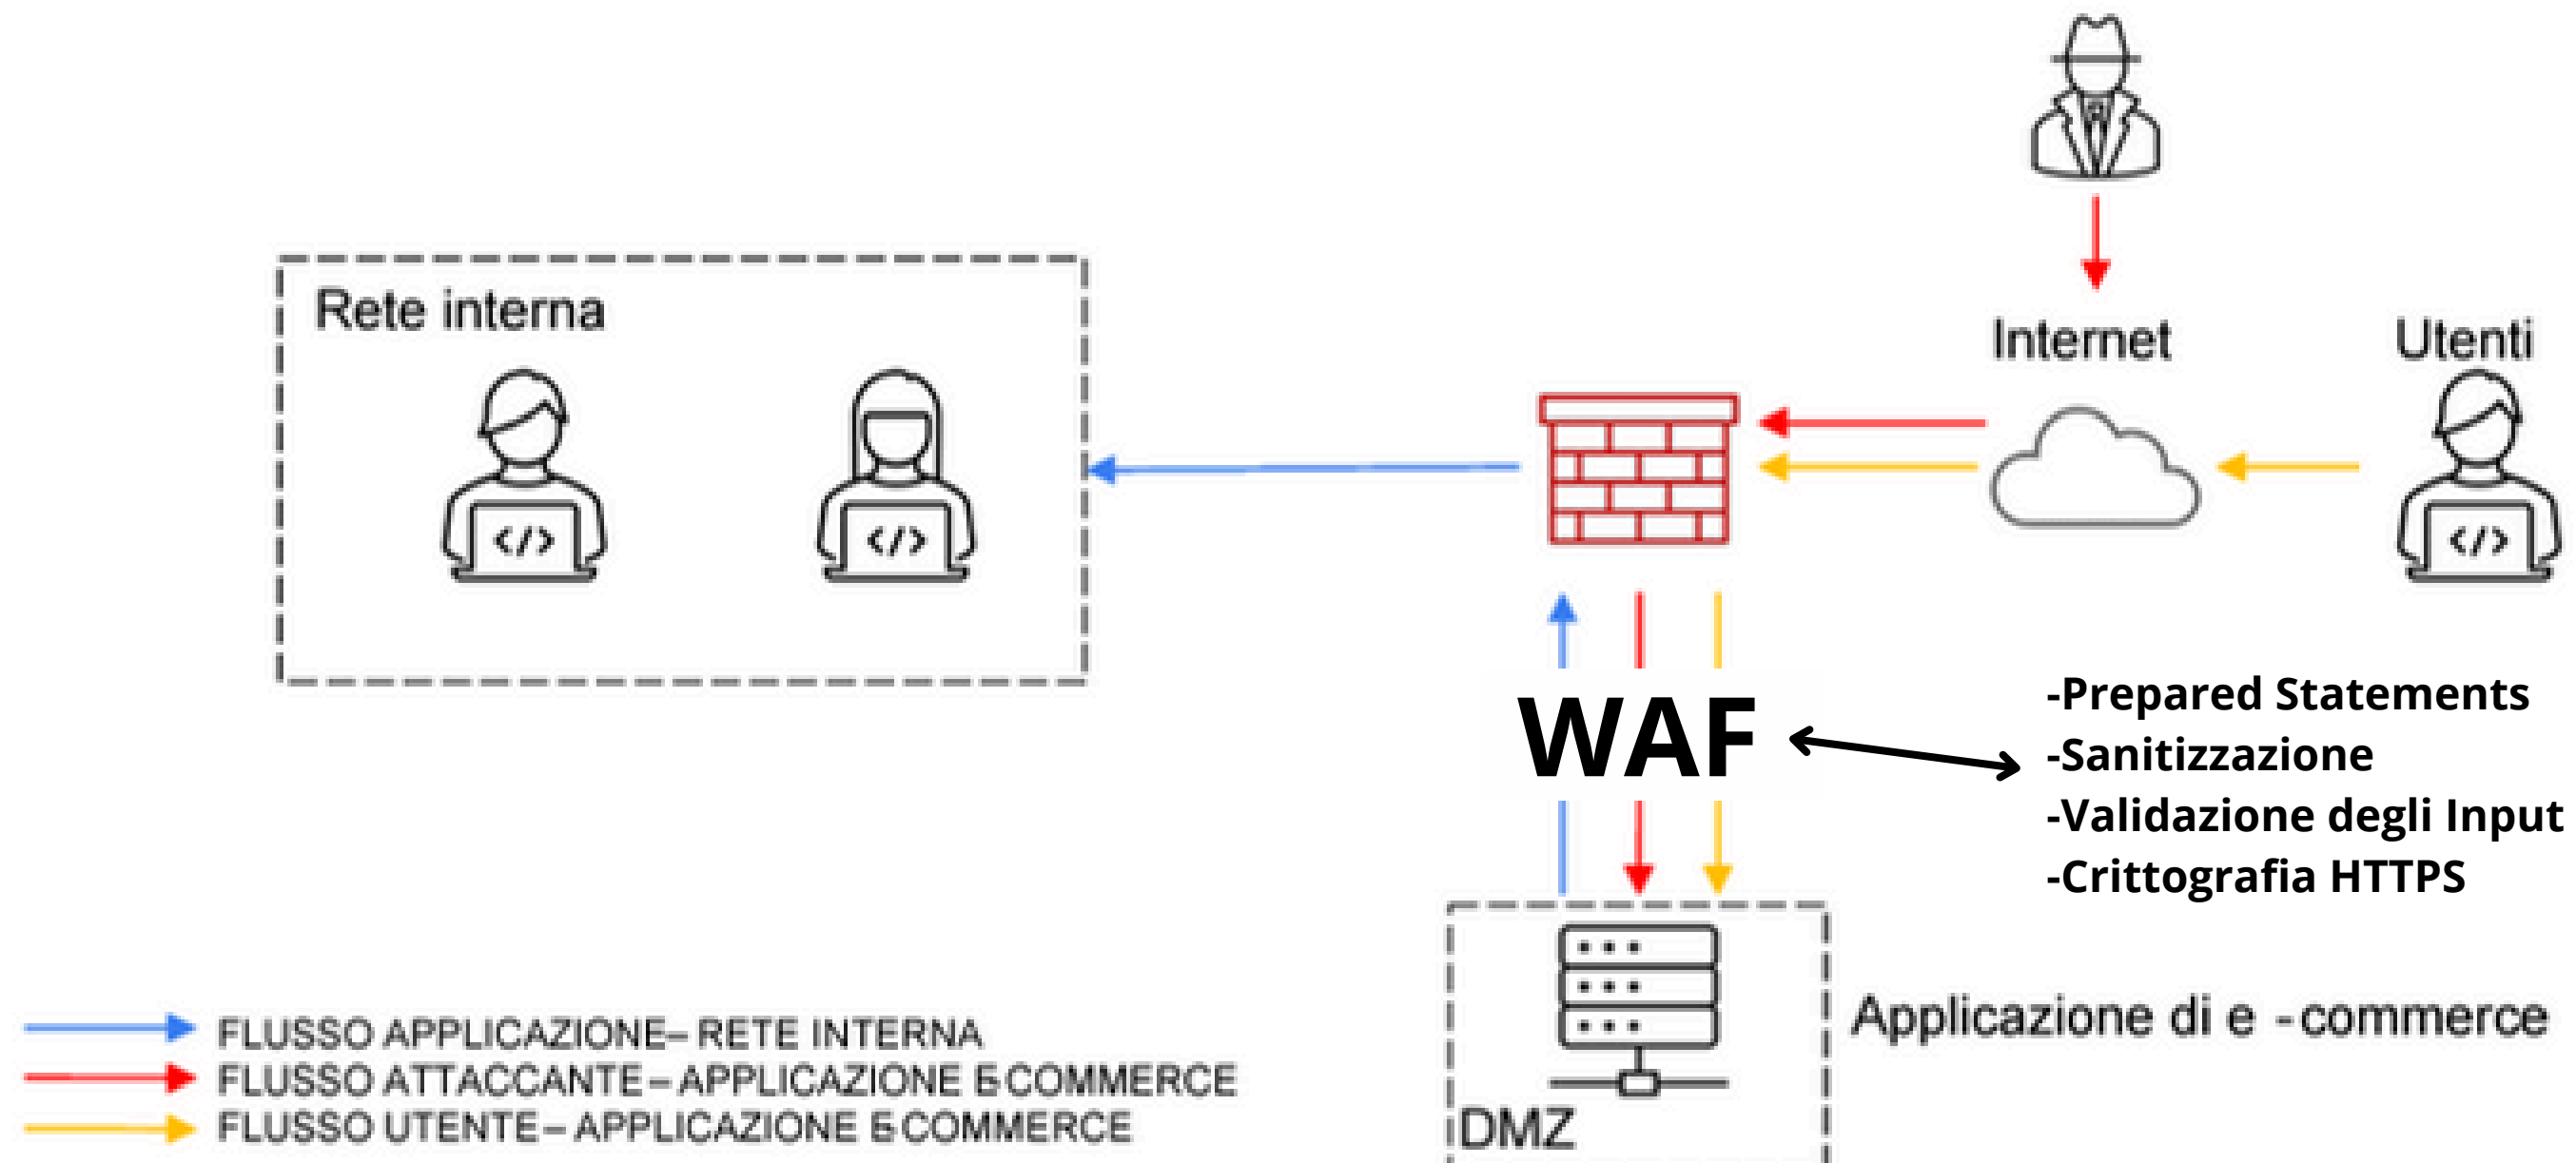 Rete interna
Internet
Utenti
WAF
-Prepared Statements
-Sanitizzazione
-Validazione degli Input
-Crittografia HTTPS
Applicazione di e -commerce
DMZ
FLUSSO APPLICAZIONE– RETE INTERNA
FLUSSO ATTACCANTE – APPLICAZIONE E-COMMERCE
FLUSSO UTENTE – APPLICAZIONE E-COMMERCE